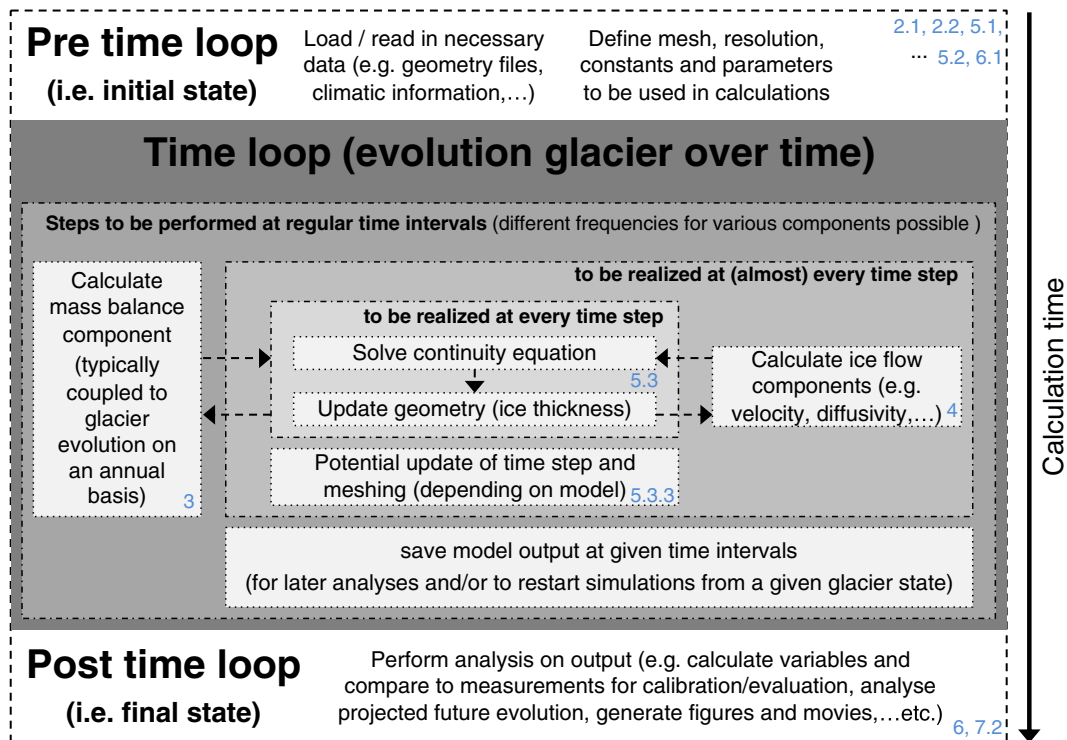 Pre time loop
(i.e. initial state)
Load / read in necessary
data (e.g. geometry files,
climatic information,…)
Define mesh, resolution,
constants and parameters
to be used in calculations
2.1, 2.2, 5.1,
... 5.2, 6.1
Time loop (evolution glacier over time)
Steps to be performed at regular time intervals (different frequencies for various components possible )
Calculate
mass balance
component
(typically
coupled to
glacier
evolution on
an annual
basis)
3
to be realized at (almost) every time step
to be realized at every time step
Solve continuity equation
5.3
Update geometry (ice thickness)
Calculate ice flow
components (e.g.
velocity, diffusivity,…)
4
Potential update of time step and
meshing (depending on model)
5.3.3
save model output at given time intervals
(for later analyses and/or to restart simulations from a given glacier state)
Post time loop
(i.e. final state)
Perform analysis on output (e.g. calculate variables and
compare to measurements for calibration/evaluation, analyse
projected future evolution, generate figures and movies,…etc.)
6, 7.2
Calculation time